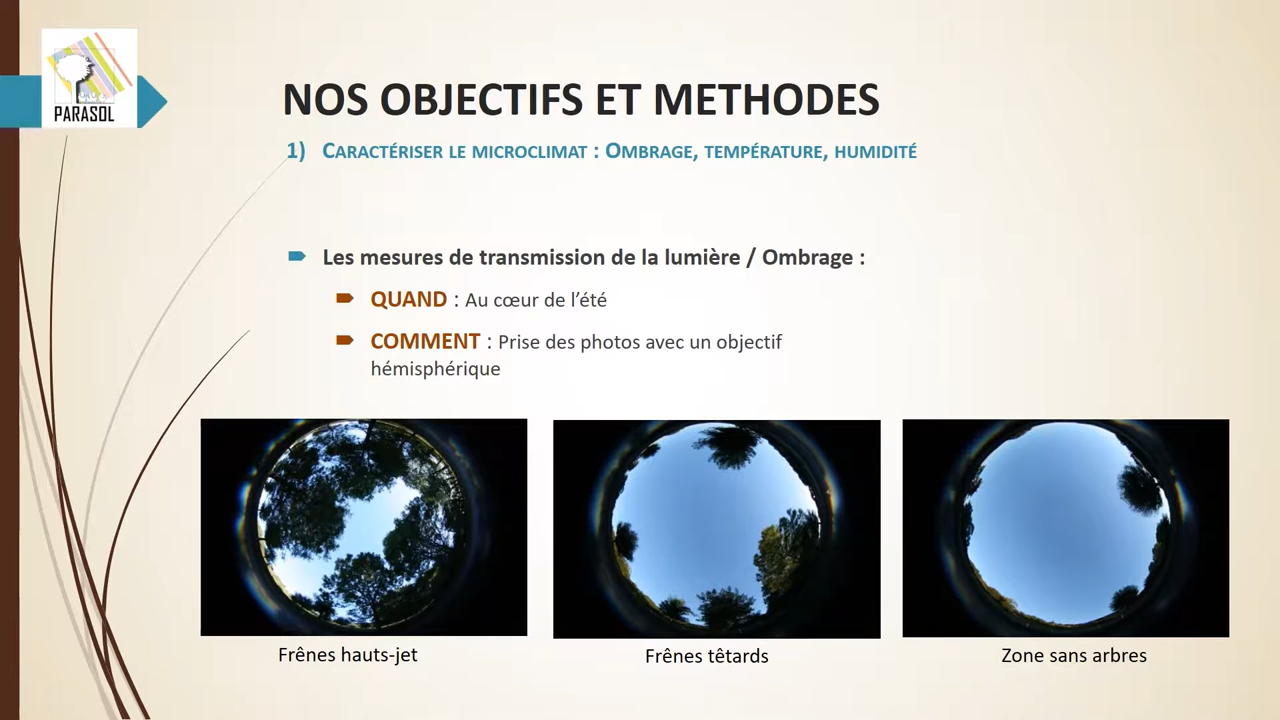 PARASOL
NOS OBJECTIFS ET METHODES
1) CARACTÉRISER LE MICROCLIMAT : OMBRAGE, TEMPÉRATURE, HUMIDITÉ
Les mesures de transmission de la lumière / Ombrage :
QUAND : Au cœur de l’été
COMMENT : Prise des photos avec un objectif
hémisphérique
Frênes hauts-jet
Frênes têtards
Zone sans arbres